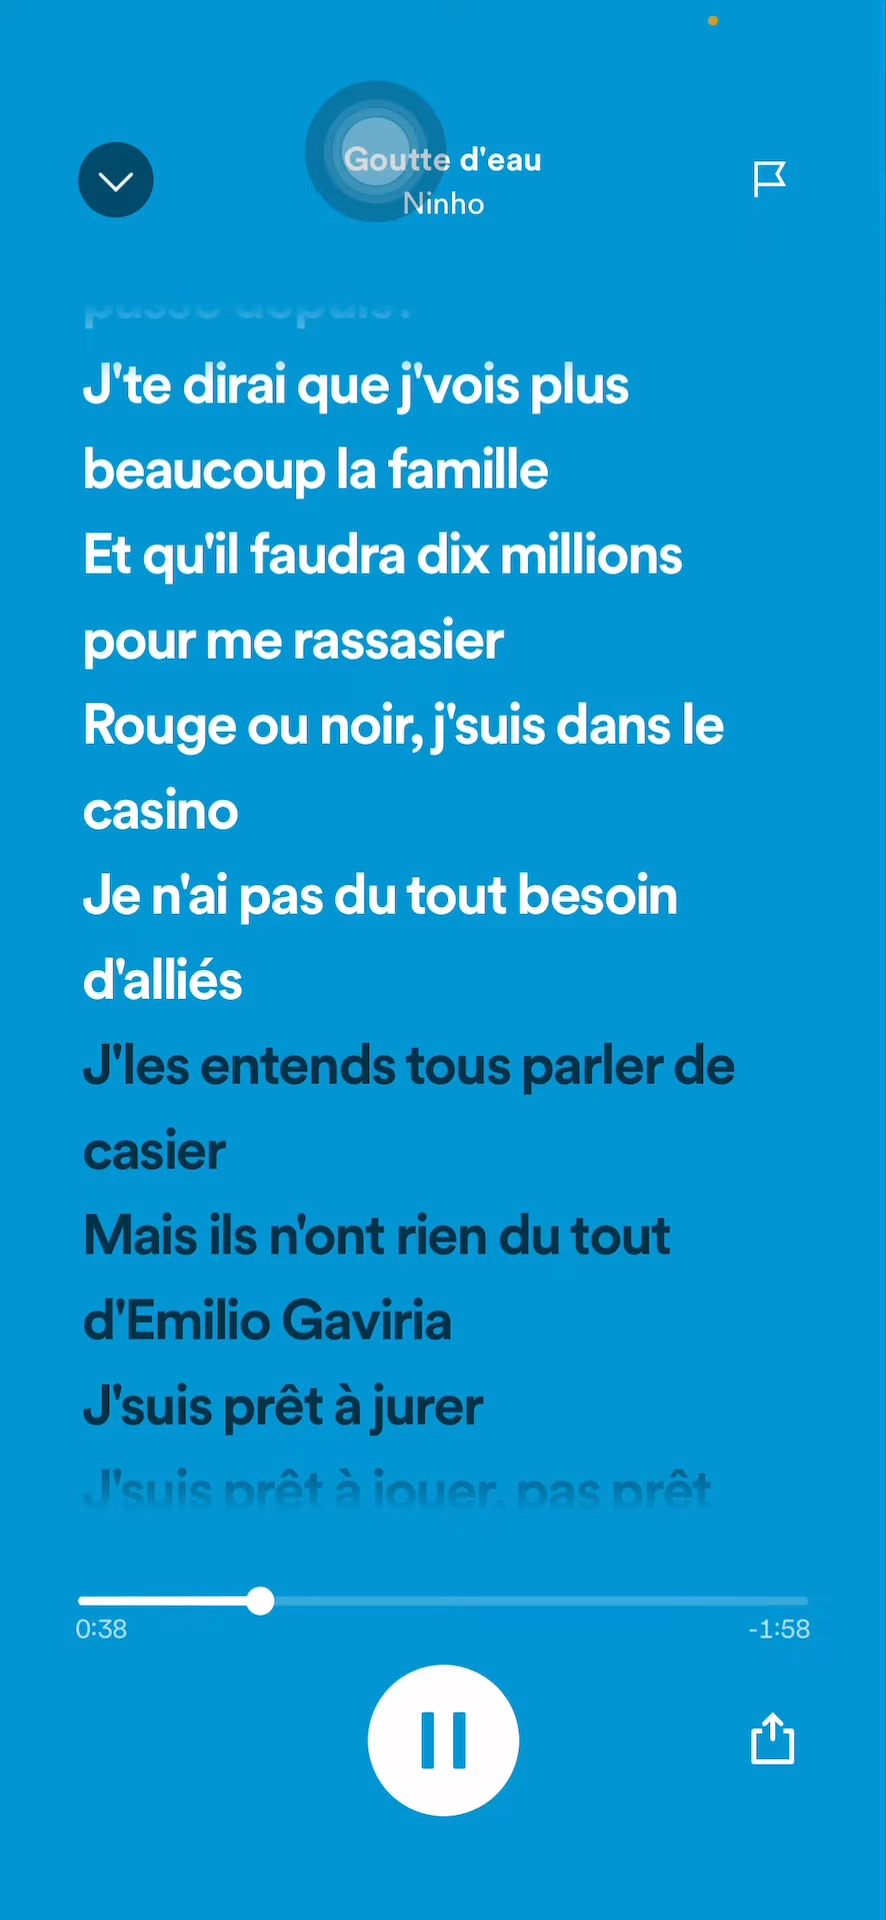 Goutte d'eau
Ninho
passé depuis?
J'te dirai que j'vois plus
beaucoup la famille
Et qu'il faudra dix millions
pour me rassasier
Rouge ou noir, j'suis dans le
casino
Je n'ai pas du tout besoin
d'alliés
J'les entends tous parler de
casier
Mais ils n'ont rien du tout
d'Emilio Gaviria
J'suis prêt à jurer
J'suis prêt à jouer, pas prêt
0:38
-1:58